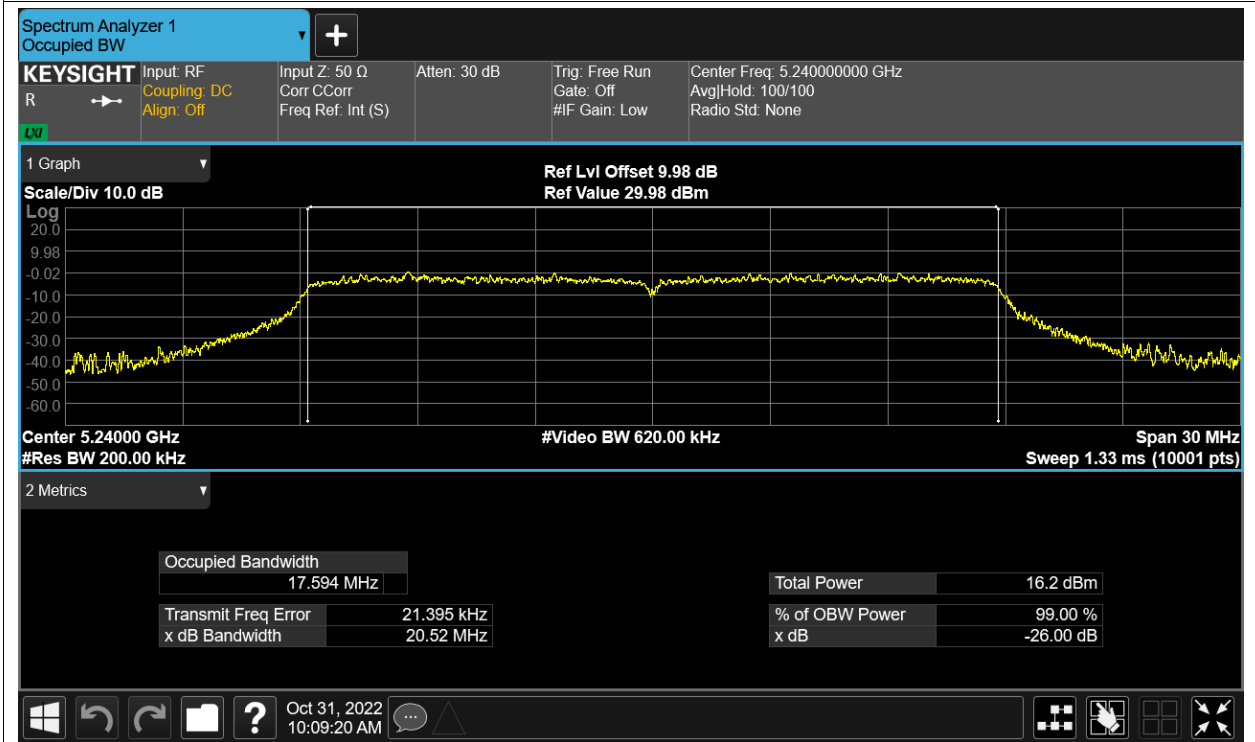 Spectrum Analyzer 1
Occupied BW
KEYSIGHT
R
LXI
Input: RF
Coupling: DC
Align: Off
Input Z: 50 Ω
Corr CCorr
Freq Ref: Int (S)
Atten: 30 dB
Trig: Free Run
Gate: Off
#IF Gain: Low
Center Freq: 5.240000000 GHz
Avg|Hold: 100/100
Radio Std: None
1 Graph
Ref Lvl Offset 9.98 dB
Scale/Div 10.0 dB
Ref Value 29.98 dBm
Log
20.0
9.98
-0.02
-10.0
-20.0
-30.0
-40.0
-50.0
-60.0
Center 5.24000 GHz
#Video BW 620.00 kHz
Span 30 MHz
#Res BW 200.00 kHz
Sweep 1.33 ms (10001 pts)
2 Metrics
Occupied Bandwidth
17.594 MHz
Total Power 16.2 dBm
Transmit Freq Error 21.395 kHz
% of OBW Power 99.00 %
x dB Bandwidth 20.52 MHz
x dB -26.00 dB
?
Oct 31, 2022
10:09:20 AM